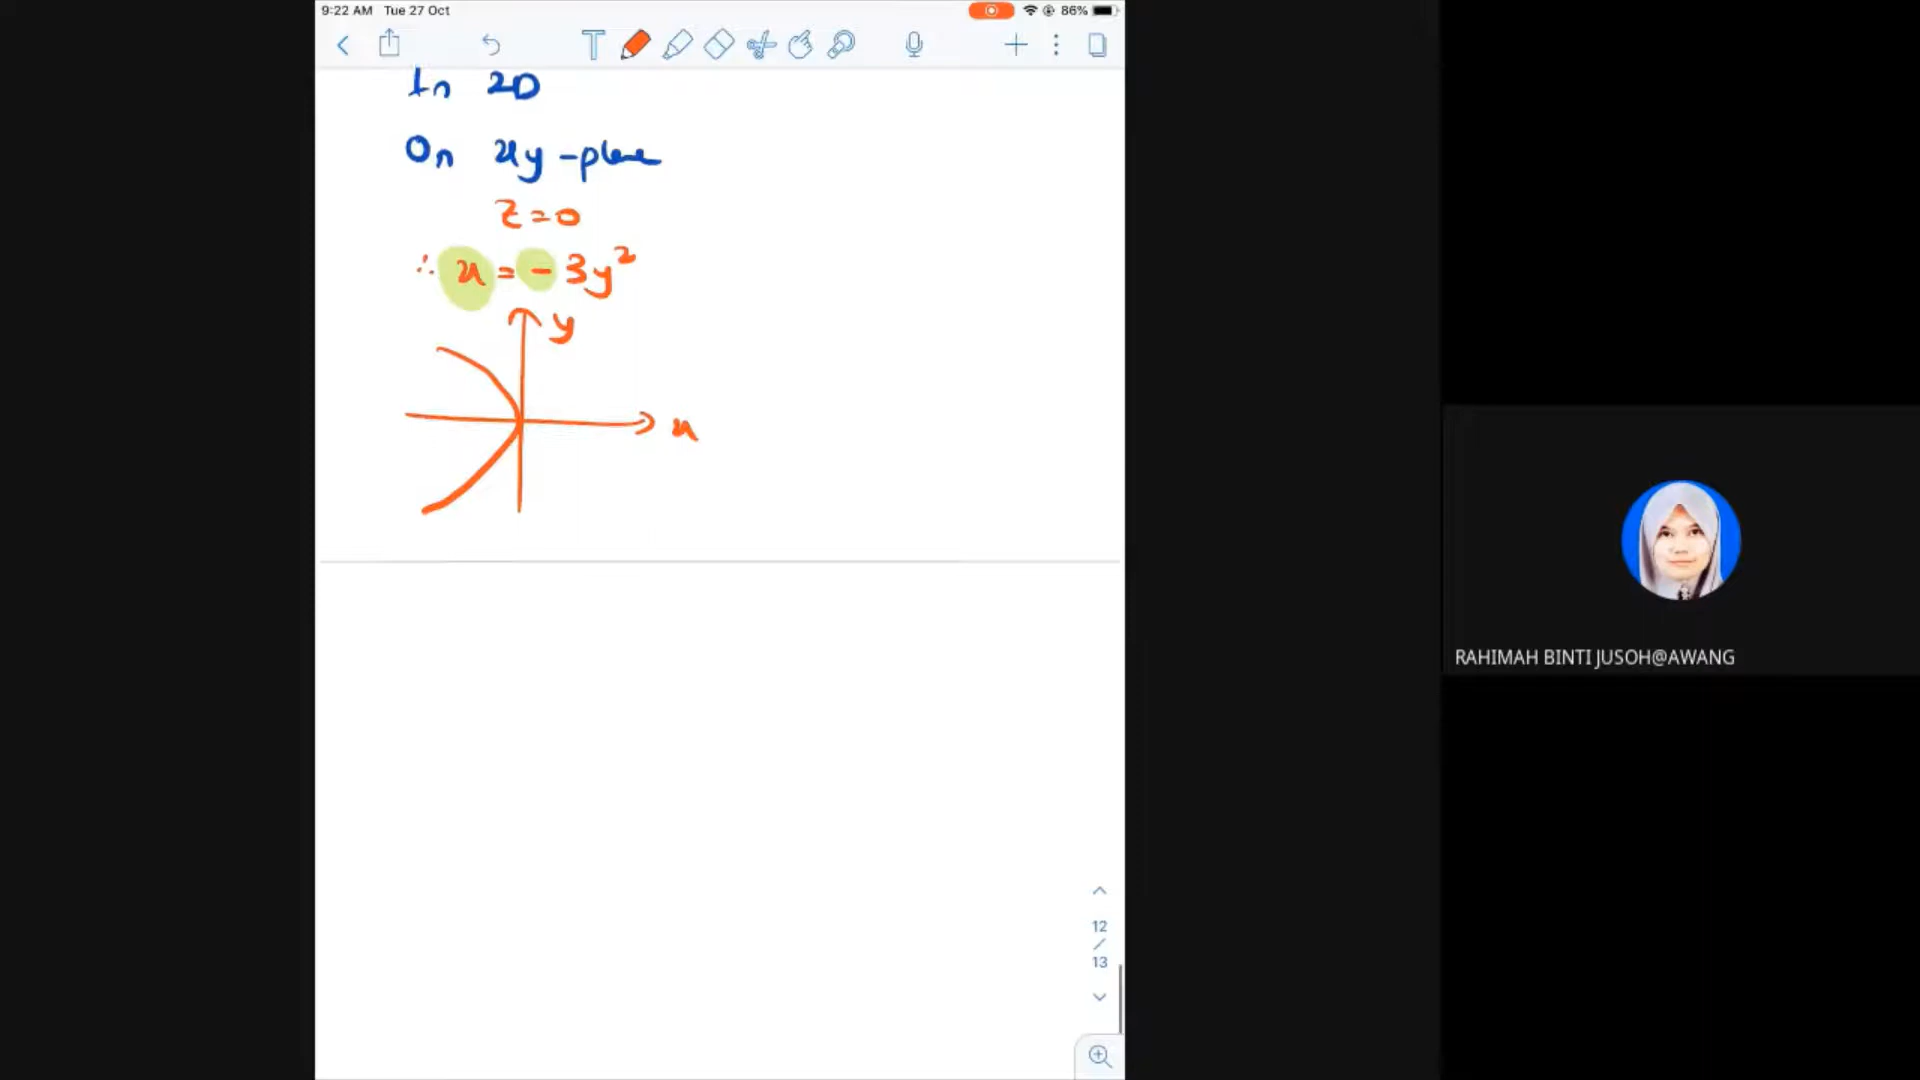 9:22 AM Tue 27 Oct
86%
T
In 2D
On xy-plane
z = 0
∴ x = - 3y²
y
x
RAHIMAH BINTI JUSOH@AWANG
12
/
13